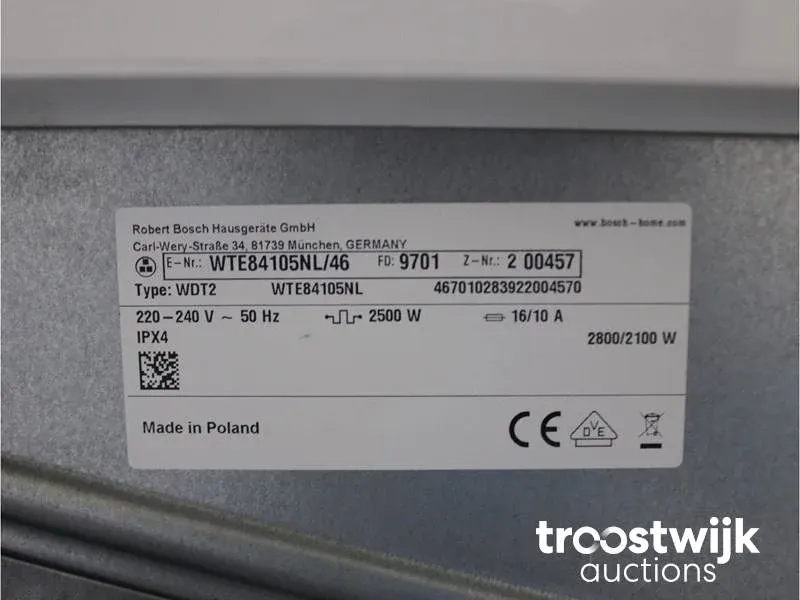 Robert Bosch Hausgeräte GmbH
www.bosch-home.com
Carl-Wery-Straße 34, 81739 München, GERMANY
E-Nr.: WTE84105NL/46 FD: 9701 Z-Nr.: 2 00457
Type: WDT2 WTE84105NL 467010283922004570
220-240 V ~ 50 Hz 2500 W 16/10 A
IPX4 2800/2100 W
Made in Poland CE DVE
troostwijk
auctions